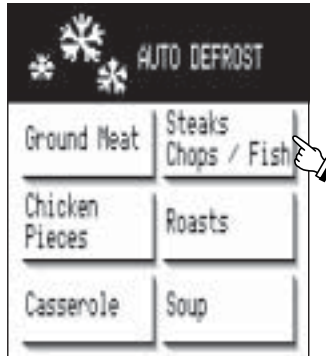 AUTO DEFROST
Ground Meat
Steaks
Chops / Fish
Chicken
Pieces
Roasts
Casserole
Soup